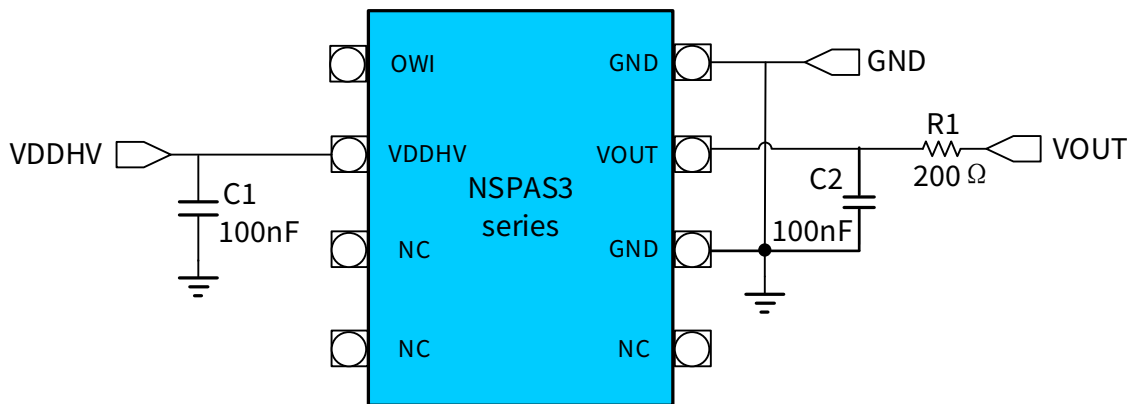 OWI
GND
GND
R1
VDDHV
VDDHV
VOUT
VOUT
200 Ω
C1
100nF
NSPAS3
series
C2
100nF
NC
GND
NC
NC